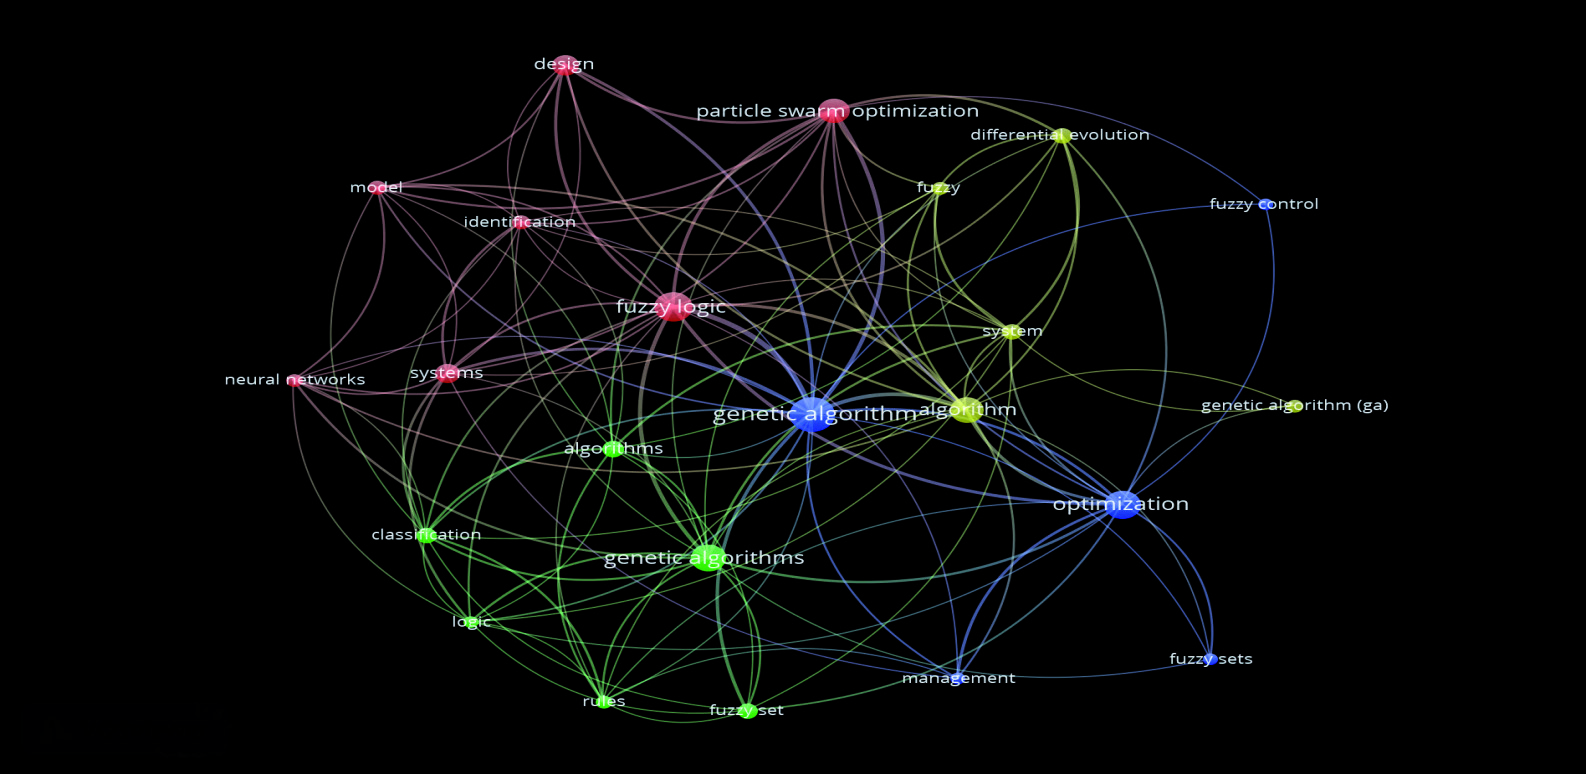 design
particle swarm optimization
differential evolution
model
fuzzy
fuzzy control
identification
fuzzy logic
system
neural networks
systems
genetic algorithm
algorithm
genetic algorithm (ga)
algorithms
optimization
classification
genetic algorithms
logic
fuzzy sets
management
rules
fuzzy set